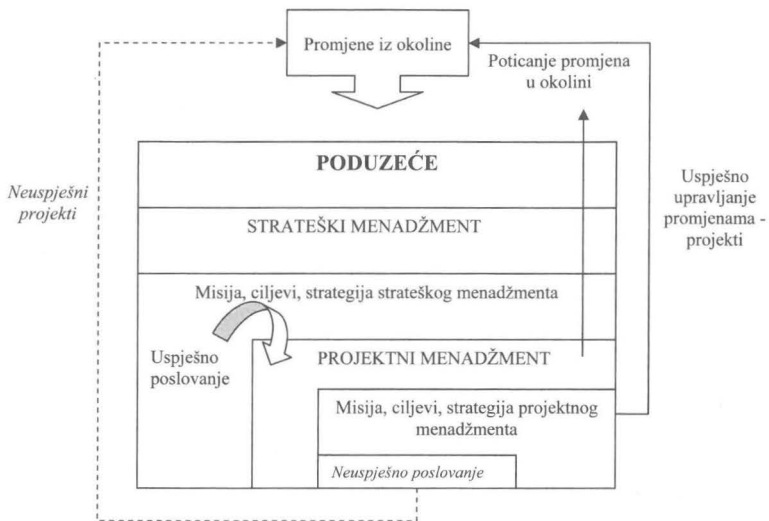 Promjene iz okoline
Poticanje promjena
u okolini
PODUZEĆE
Neuspješni
projekti
Uspješno
upravljanje
promjenama -
projekti
STRATEŠKI MENADŽMENT
Misija, ciljevi, strategija strateškog menadžmenta
Uspješno
poslovanje
PROJEKTNI MENADŽMENT
Misija, ciljevi, strategija projektnog
menadžmenta
Neuspješno poslovanje